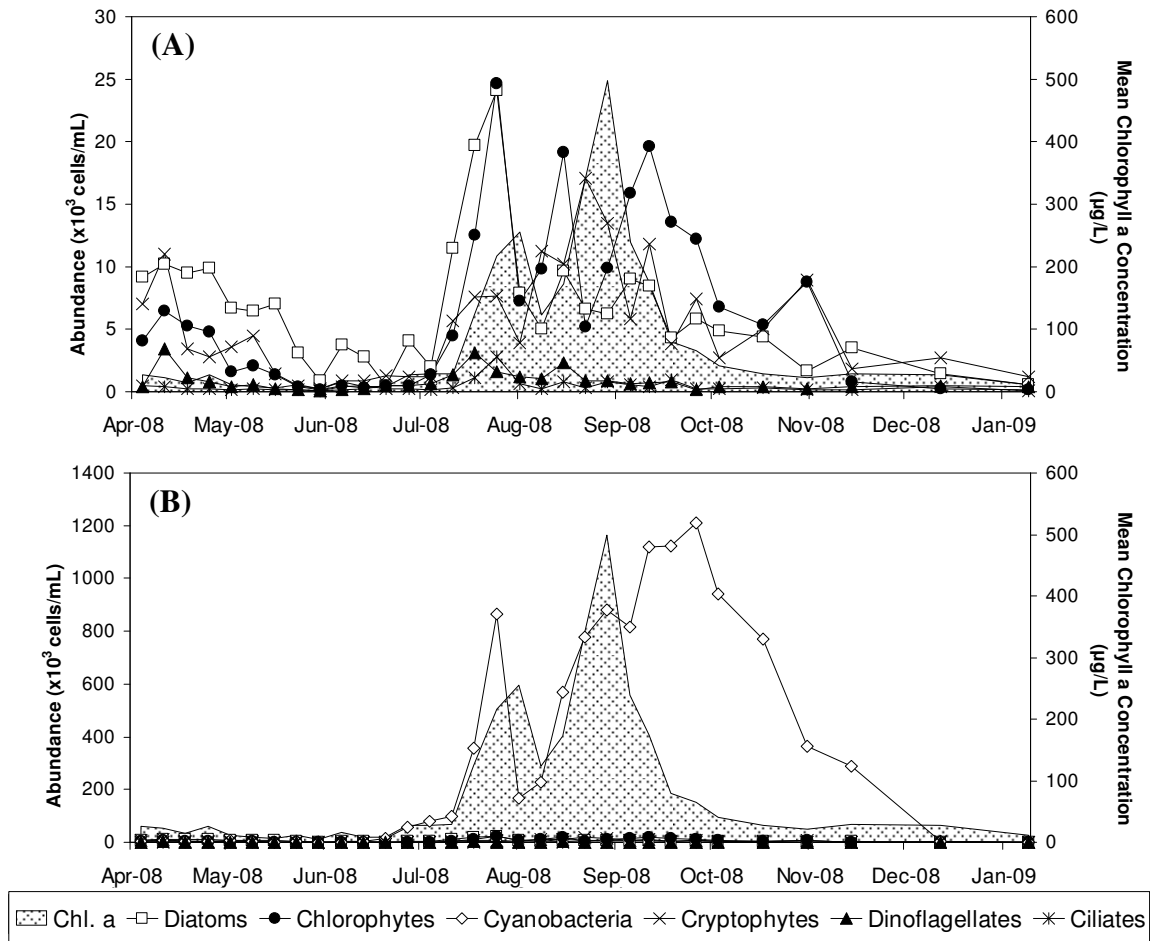 (A)
30
25
20
15
10
5
0
Abundance (x10³ cells/mL)
600
500
400
300
200
100
0
Mean Chlorophyll a Concentration
(µg/L)
Apr-08 May-08 Jun-08 Jul-08 Aug-08 Sep-08 Oct-08 Nov-08 Dec-08 Jan-09
(B)
1400
1200
1000
800
600
400
200
0
Abundance (x10³ cells/mL)
600
500
400
300
200
100
0
Mean Chlorophyll a Concentration
(µg/L)
Apr-08 May-08 Jun-08 Jul-08 Aug-08 Sep-08 Oct-08 Nov-08 Dec-08 Jan-09
Chl. a Diatoms Chlorophytes Cyanobacteria Cryptophytes Dinoflagellates Ciliates